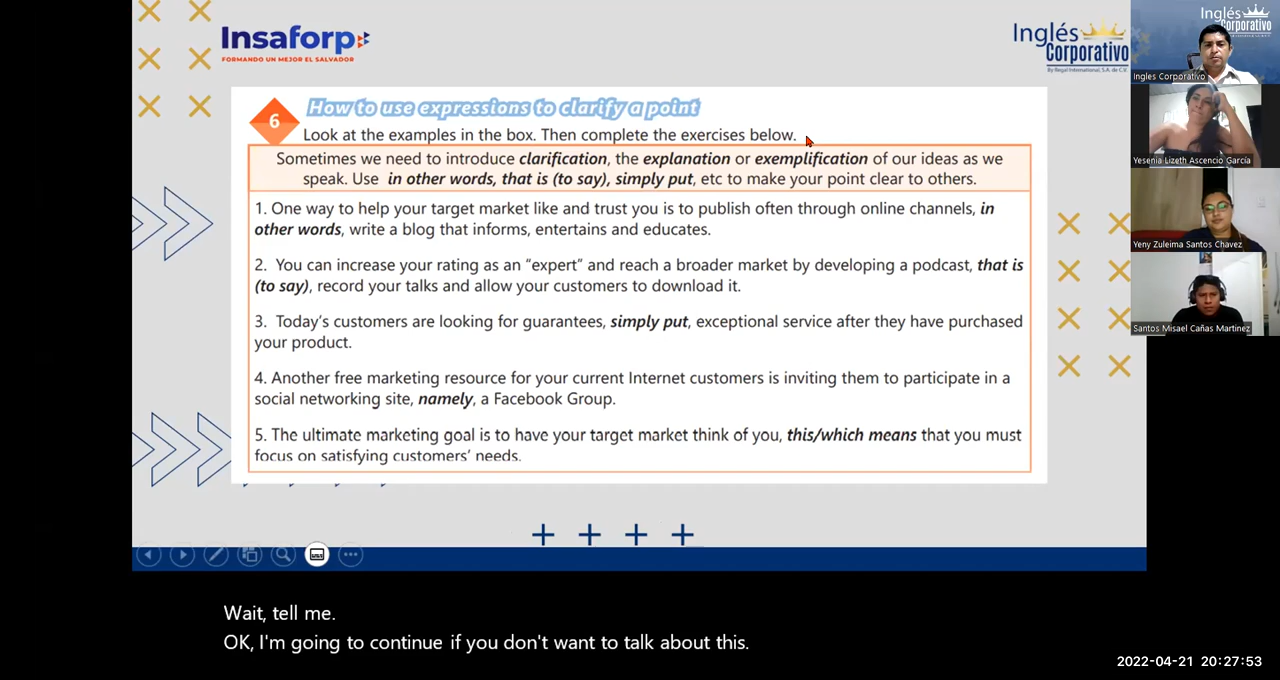 Insaforp
FORMANDO UN MEJOR EL SALVADOR
Inglés
Corporativo
By Regal International, S.A. de C.V.
6
How to use expressions to clarify a point
Look at the examples in the box. Then complete the exercises below.
Sometimes we need to introduce clarification, the explanation or exemplification of our ideas as we
speak. Use in other words, that is (to say), simply put, etc to make your point clear to others.
1. One way to help your target market like and trust you is to publish often through online channels, in
other words, write a blog that informs, entertains and educates.
2. You can increase your rating as an “expert” and reach a broader market by developing a podcast, that is
(to say), record your talks and allow your customers to download it.
3. Today’s customers are looking for guarantees, simply put, exceptional service after they have purchased
your product.
4. Another free marketing resource for your current Internet customers is inviting them to participate in a
social networking site, namely, a Facebook Group.
5. The ultimate marketing goal is to have your target market think of you, this/which means that you must
focus on satisfying customers’ needs.
Inglés
Corporativo
Ingles Corporativo
Yesenia Lizeth Ascencio García
Yeny Zuleima Santos Chavez
Santos Misael Cañas Martinez
Wait, tell me.
OK, I'm going to continue if you don't want to talk about this.
2022-04-21 20:27:53